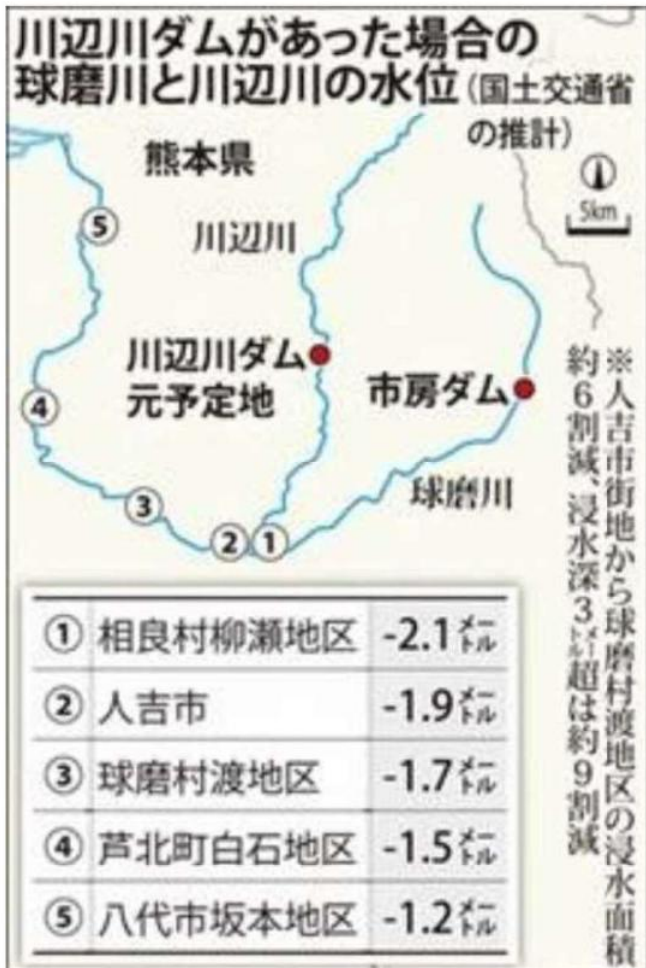 川辺川ダムがあった場合の
球磨川と川辺川の水位(国土交通省
の推計)
熊本県
5km
⑤
川辺川
川辺川ダム
元予定地
市房ダム
④
球磨川
③
②
①
※人吉市街地から球磨村渡地区の浸水面積
約6割減、浸水深3メートル超は約9割減
① 相良村柳瀬地区 -2.1メートル
② 人吉市 -1.9メートル
③ 球磨村渡地区 -1.7メートル
④ 芦北町白石地区 -1.5メートル
⑤ 八代市坂本地区 -1.2メートル